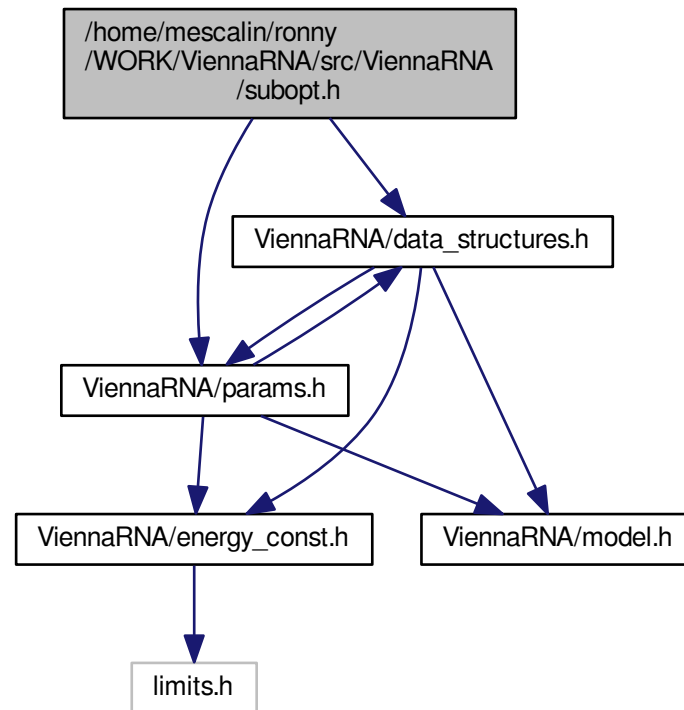 /home/mescalin/ronny
/WORK/ViennaRNA/src/ViennaRNA
/subopt.h
ViennaRNA/data_structures.h
ViennaRNA/params.h
ViennaRNA/energy_const.h
ViennaRNA/model.h
limits.h